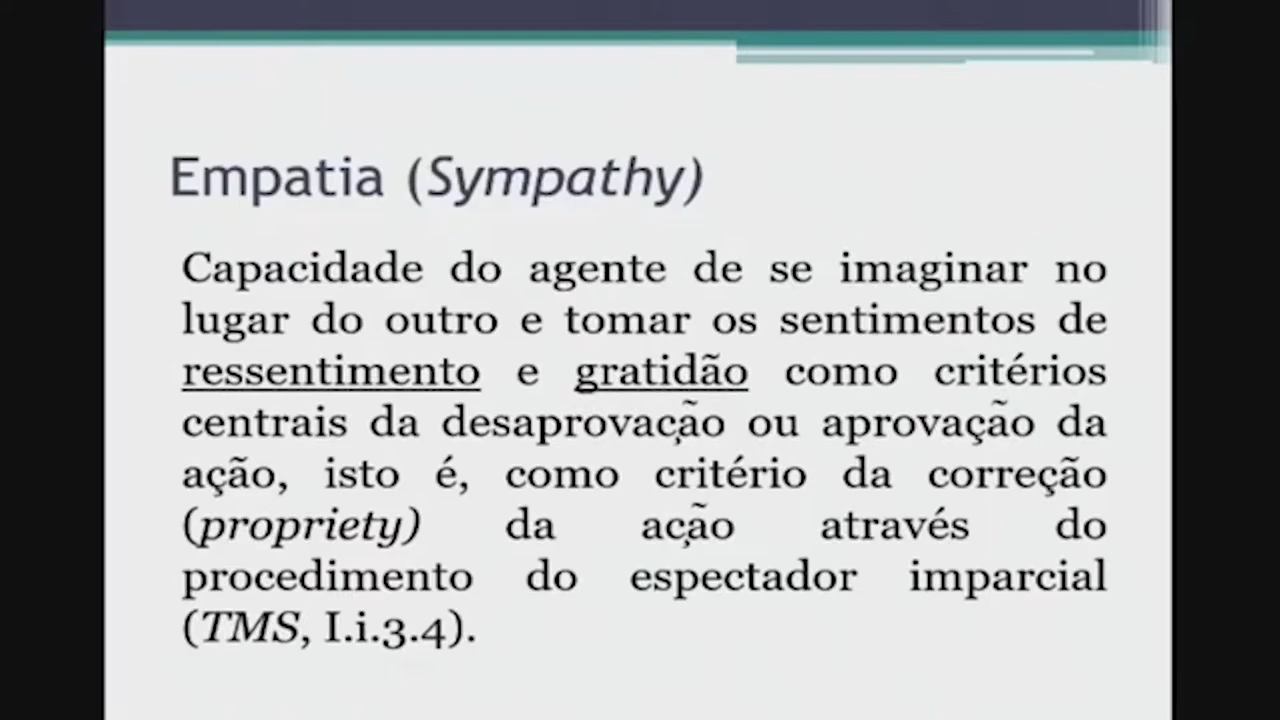 Empatia (Sympathy)
Capacidade do agente de se imaginar no
lugar do outro e tomar os sentimentos de
ressentimento e gratidão como critérios
centrais da desaprovação ou aprovação da
ação, isto é, como critério da correção
(propriety) da ação através do
procedimento do espectador imparcial
(TMS, I.i.3.4).